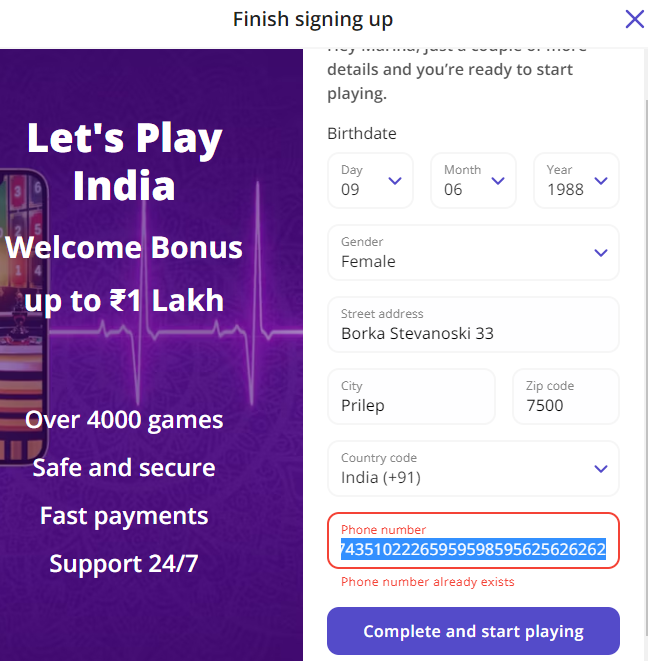 Finish signing up
details and you're ready to start
playing.
Let's Play
India
Welcome Bonus
up to ₹1 Lakh
Over 4000 games
Safe and secure
Fast payments
Support 24/7
Birthdate
Day
09
Month
06
Year
1988
Gender
Female
Street address
Borka Stevanoski 33
City
Prilep
Zip code
7500
Country code
India (+91)
Phone number
7435102226595959859562562626​2
Phone number already exists
Complete and start playing